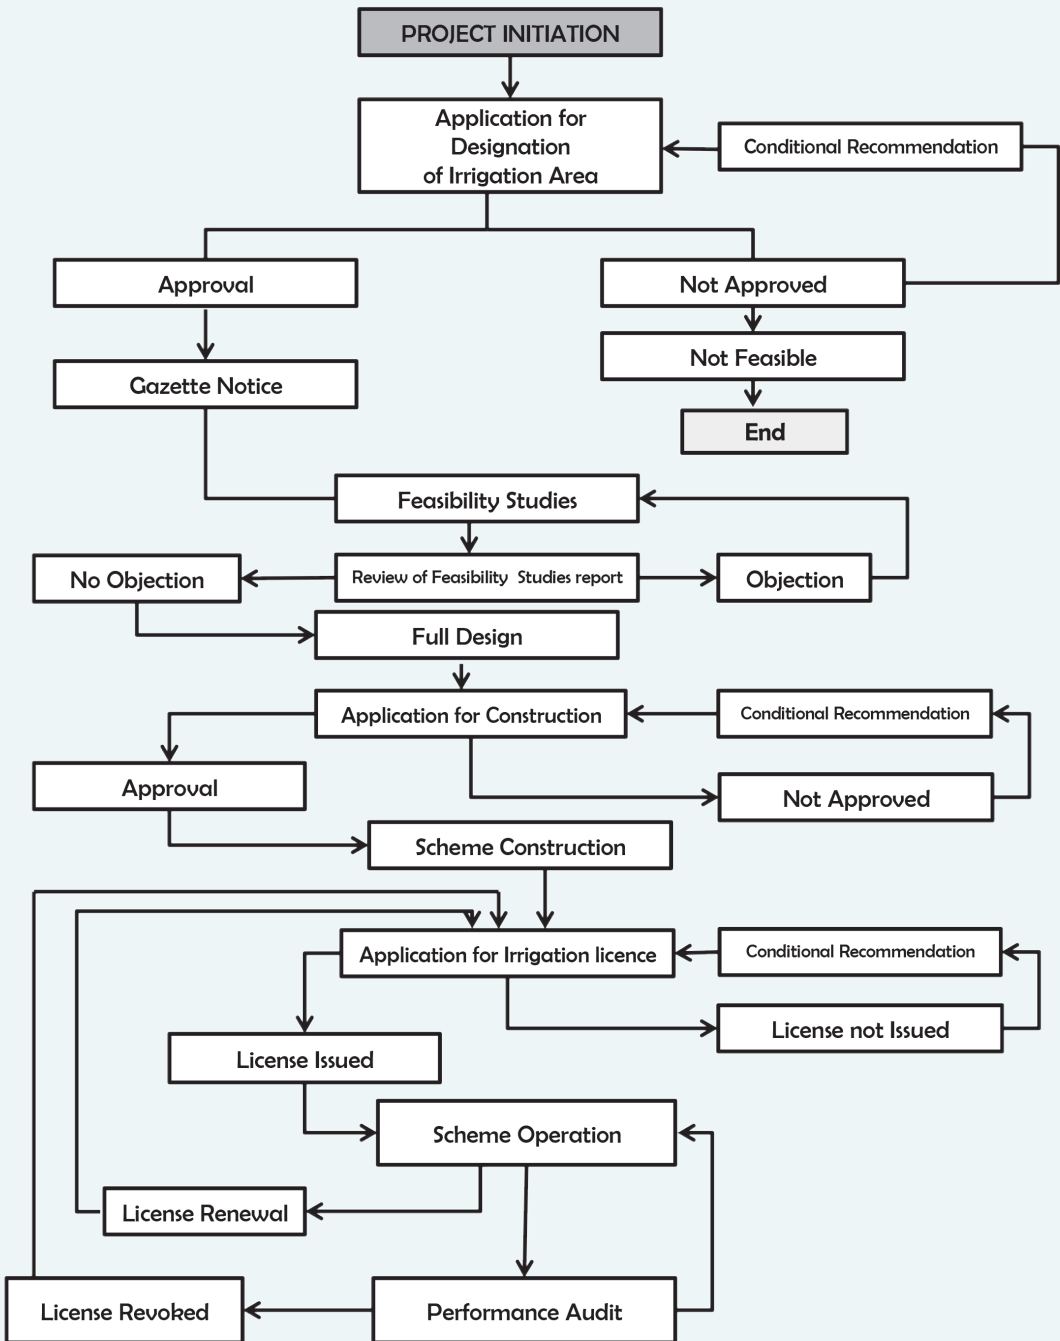 PROJECT INITIATION
Application for
Designation
of Irrigation Area
Conditional Recommendation
Approval
Not Approved
Gazette Notice
Not Feasible
End
Feasibility Studies
No Objection
Review of Feasibility Studies report
Objection
Full Design
Application for Construction
Conditional Recommendation
Approval
Not Approved
Scheme Construction
Application for Irrigation licence
Conditional Recommendation
License not Issued
License Issued
Scheme Operation
License Renewal
License Revoked
Performance Audit